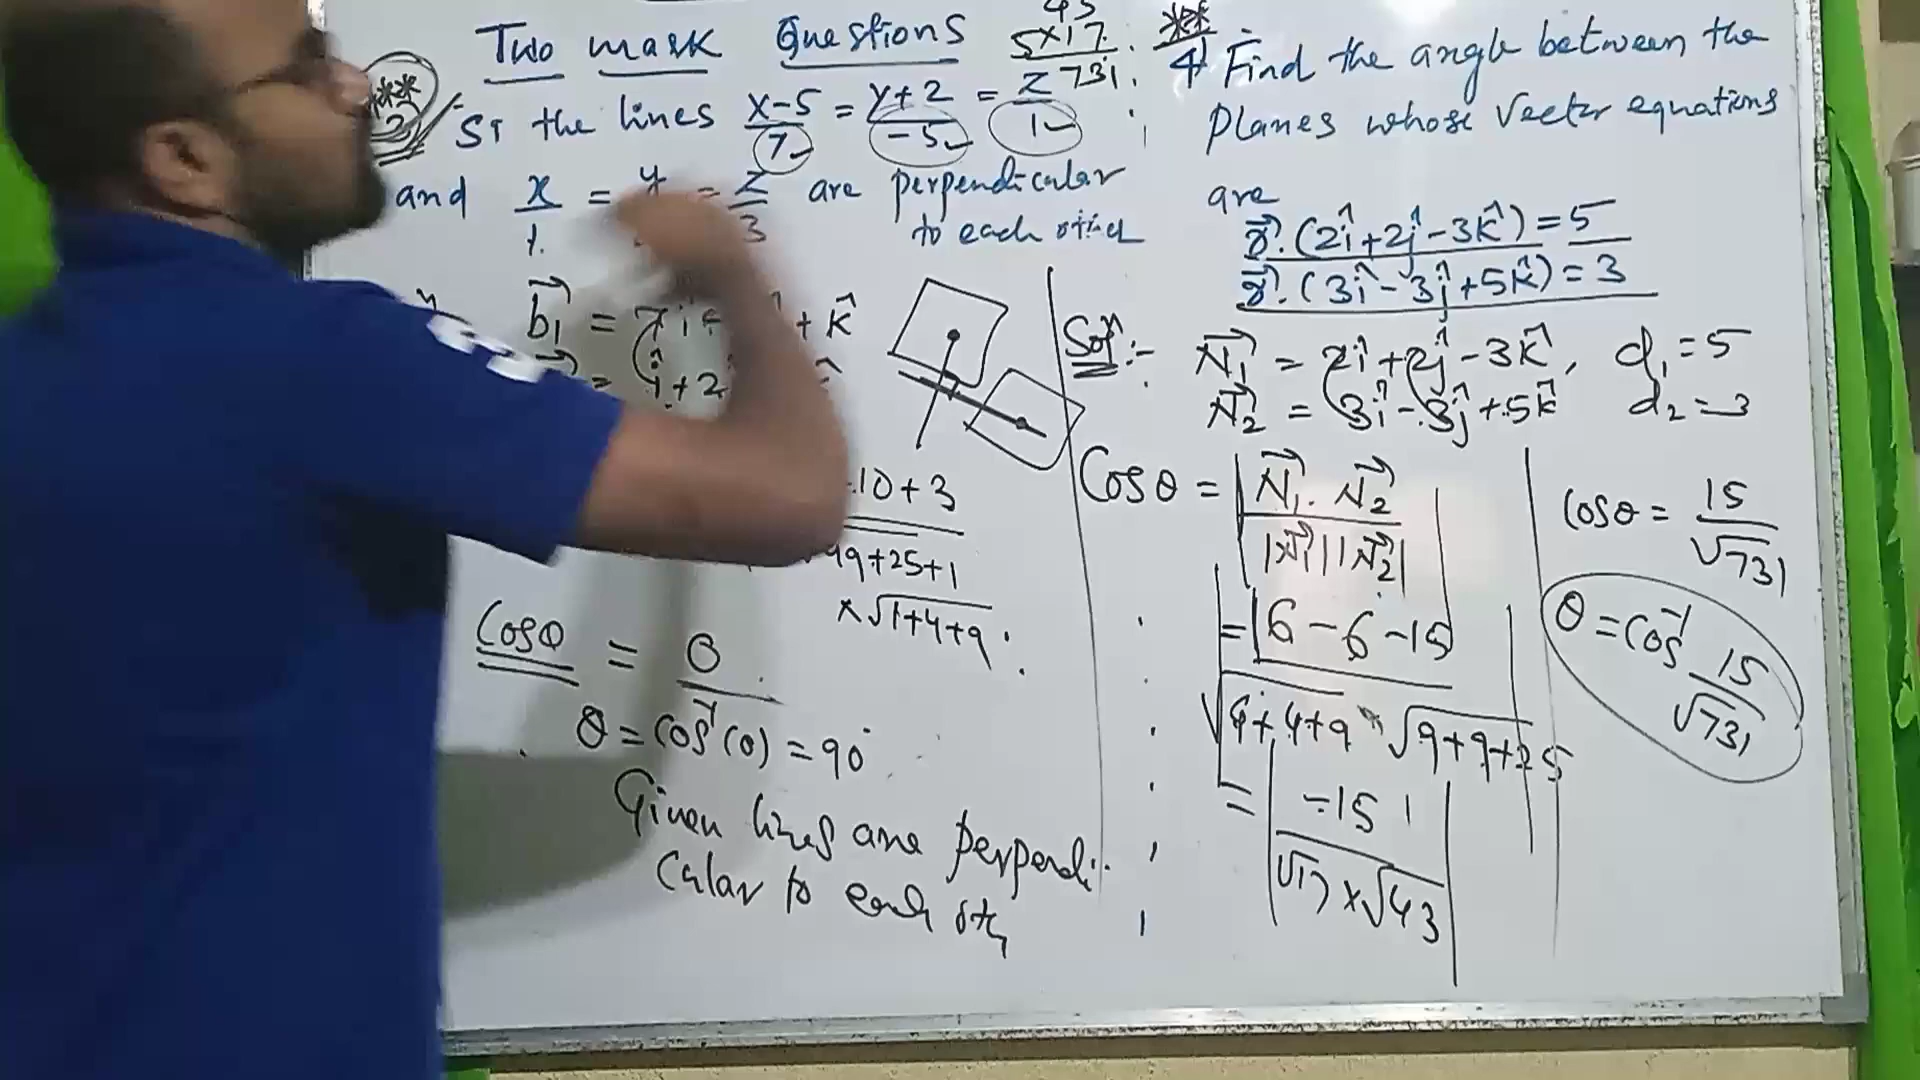 Two mark Questions
43
5×17
731
*** 2
ST the lines x-5/7 = y+2/-5 = z/1
and x/1 = y = z/3 are perpendicular
to each other
b₁ = 7i + k̂
= î + 2
-10+3
49+25+1
×√1+4+9
Cosθ = 0
θ = cos⁻¹(0) = 90°
Given lines are perpendi-
cular to each oth
**
4) Find the angle between the
planes whose vector equations
are
r⃗.(2î+2ĵ-3k̂)=5
r⃗.(3î-3ĵ+5k̂)=3
Solⁿ:-
N₁⃗ = 2î+2ĵ-3k̂, d₁=5
N₂⃗ = 3î-3ĵ+5k̂ d₂=3
Cosθ = |N₁⃗.N₂⃗/|N₁⃗||N₂⃗||
= |6-6-15/√4+4+9 √9+9+25|
= |-15/√17×√43|
Cosθ = 15/√731
θ = Cos⁻¹ 15/√731